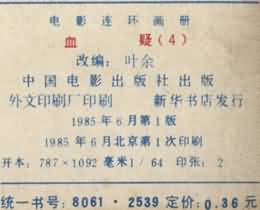 电影连环画册
血 疑（4）
改编：叶余
中国电影出版社出版
外文印刷厂印刷 新华书店发行
1985年6月第1版
1985年6月北京第1次印刷
开本：787×1092毫米1/64 印张：2
统一书号：8061·2539 定价：0.36元